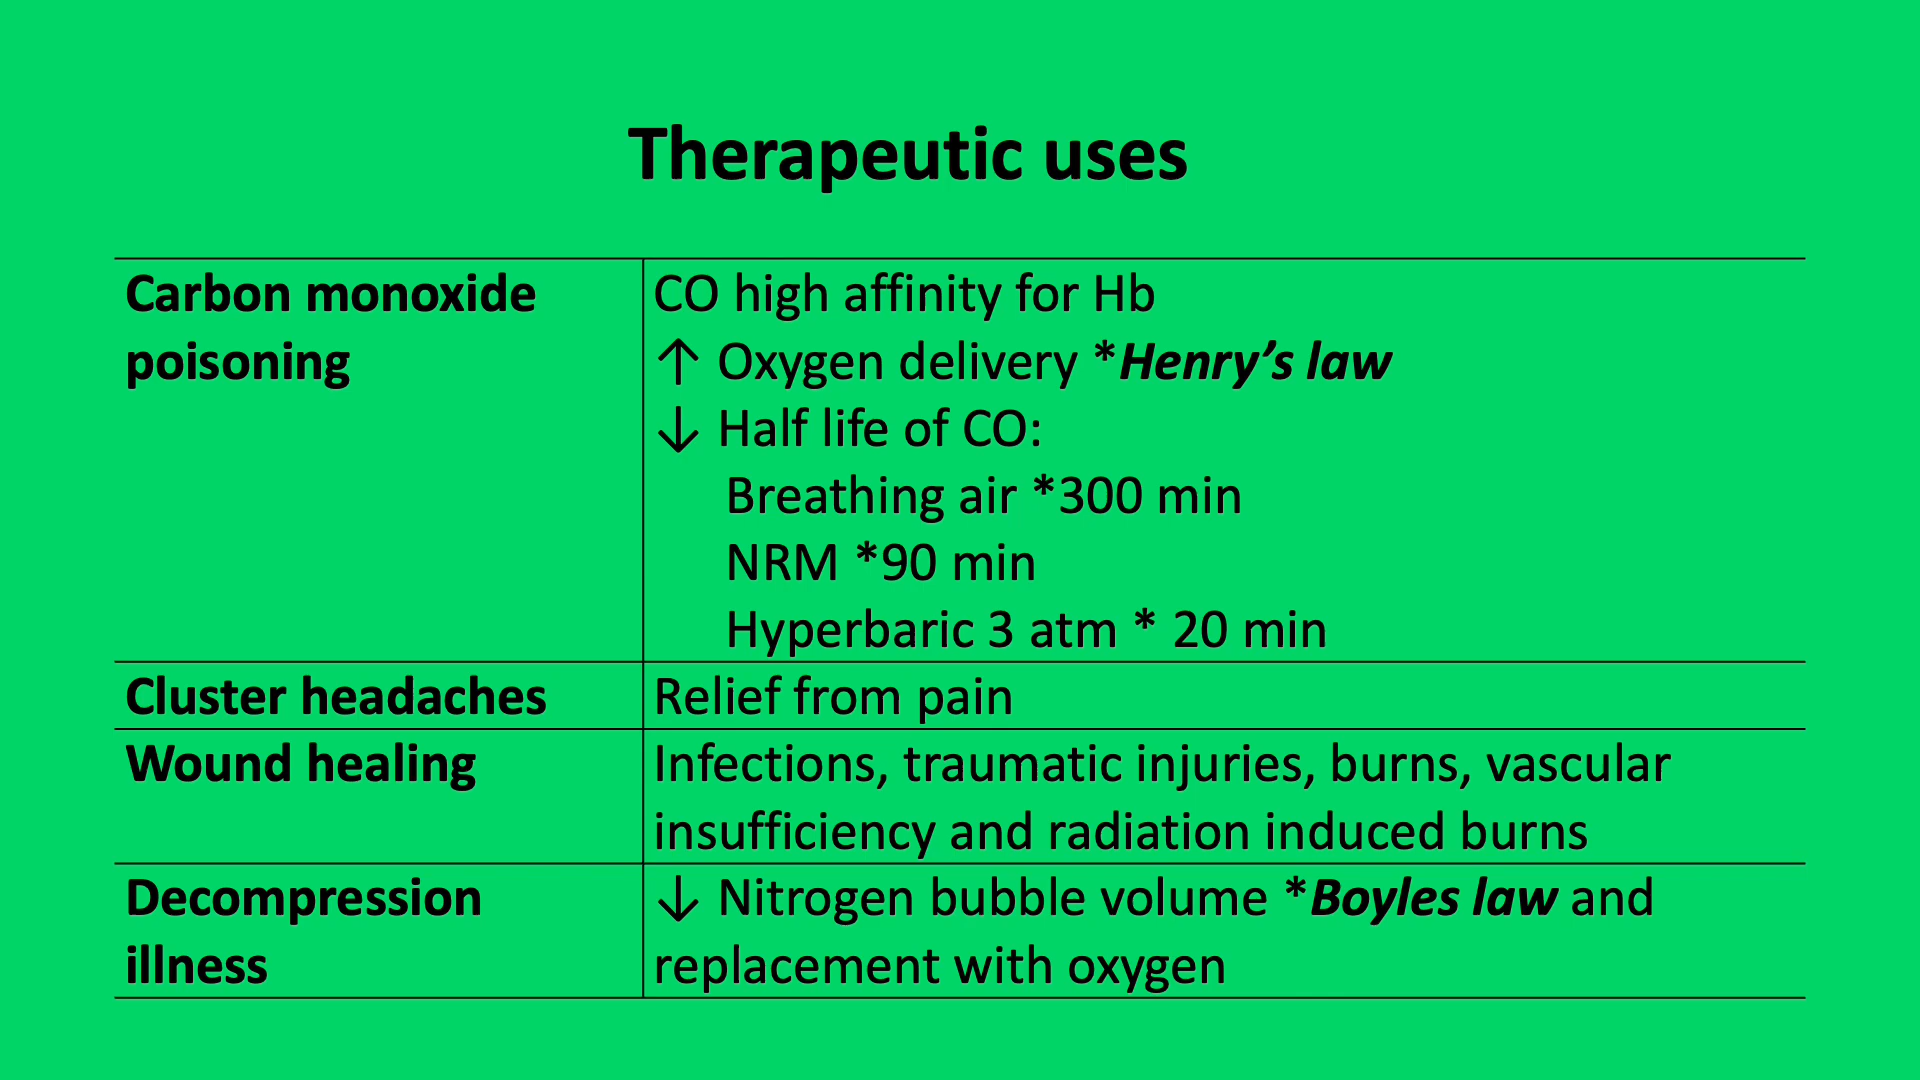 Therapeutic uses
Carbon monoxide
poisoning
CO high affinity for Hb
↑ Oxygen delivery *Henry’s law
↓ Half life of CO:
Breathing air *300 min
NRM *90 min
Hyperbaric 3 atm * 20 min
Cluster headaches
Relief from pain
Wound healing
Infections, traumatic injuries, burns, vascular
insufficiency and radiation induced burns
Decompression
illness
↓ Nitrogen bubble volume *Boyles law and
replacement with oxygen